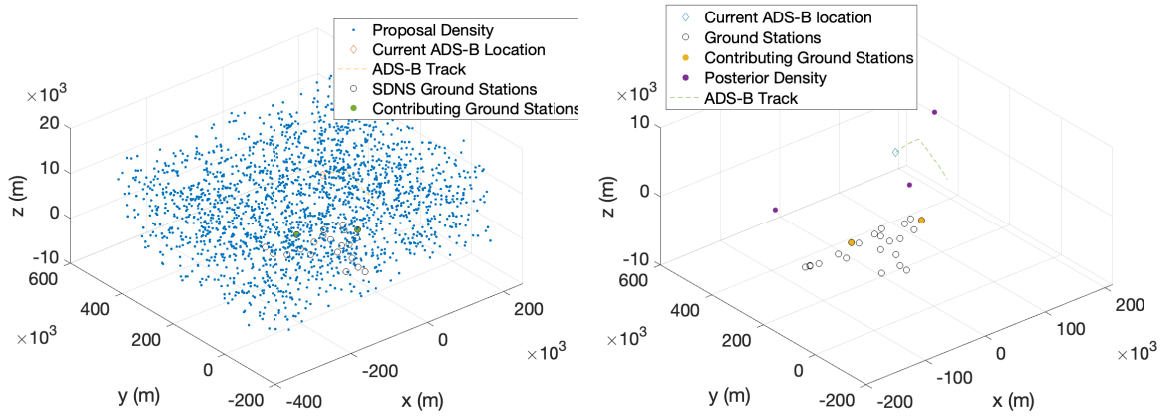 Proposal Density
Current ADS-B Location
ADS-B Track
SDNS Ground Stations
Contributing Ground Stations
× 10³
20
10
0
-10
z (m)
600
400
200
0
-200
× 10³
y (m)
-400
-200
0
200
× 10³
x (m)
Current ADS-B location
Ground Stations
Contributing Ground Stations
Posterior Density
ADS-B Track
× 10³
10
0
-10
z (m)
600
400
200
0
-200
× 10³
y (m)
-200
-100
0
100
200
× 10³
x (m)